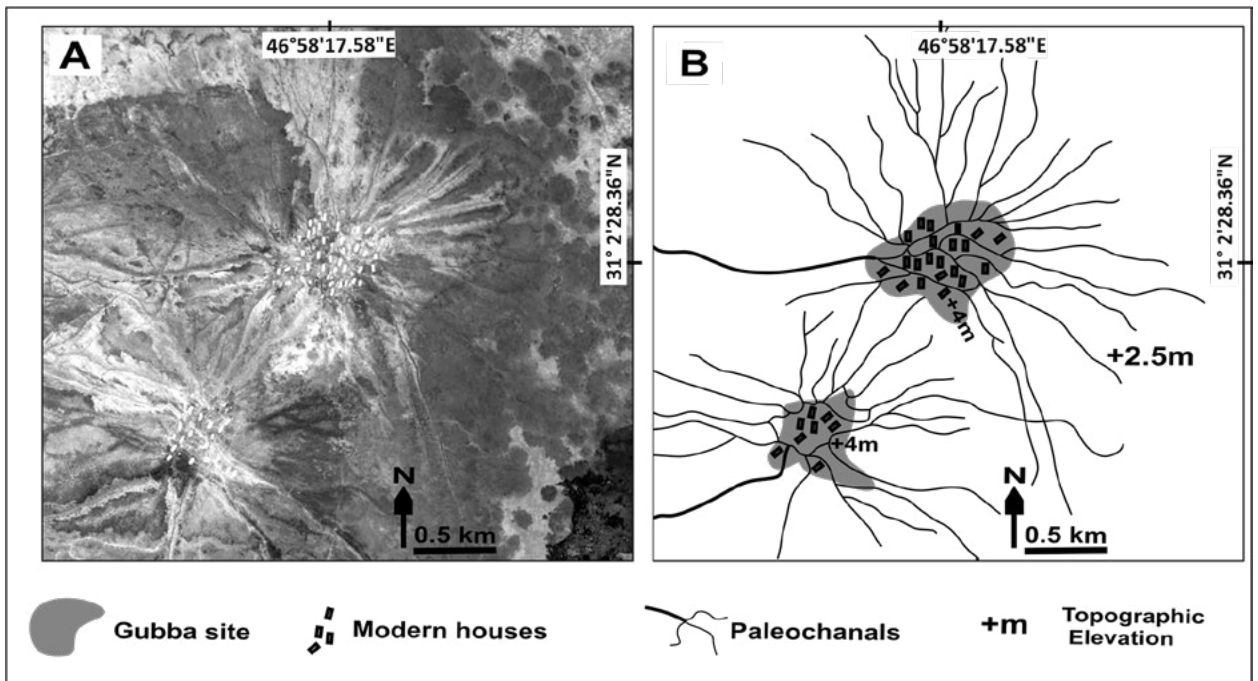 A
46°58'17.58"E
31° 2'28.36"N
N
0.5 km
B
46°58'17.58"E
31° 2'28.36"N
+4m
+2.5m
+4m
N
0.5 km
Gubba site
Modern houses
Paleochanals
+m
Topographic
Elevation